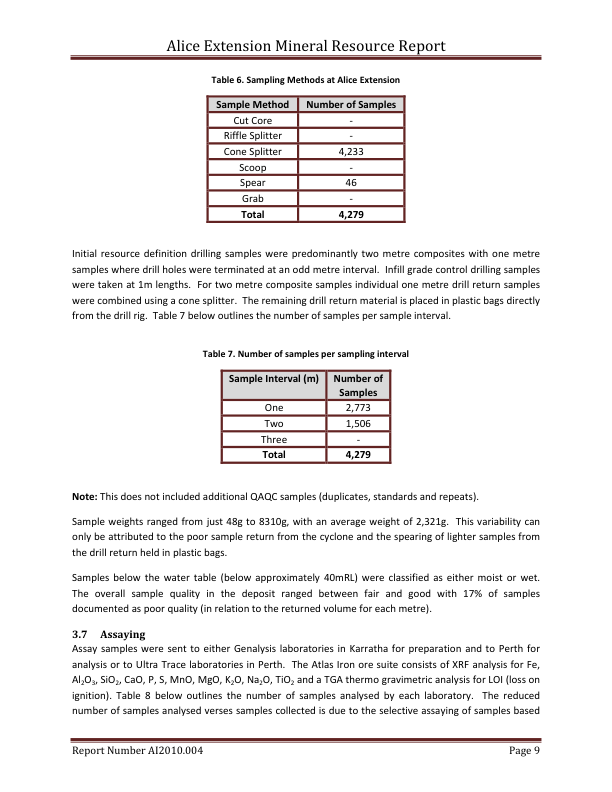 Alice Extension Mineral Resource Report
Table 6. Sampling Methods at Alice Extension
Sample Method Number of Samples
Cut Core -
Riffle Splitter -
Cone Splitter 4,233
Scoop -
Spear 46
Grab -
Total 4,279
Initial resource definition drilling samples were predominantly two metre composites with one metre
samples where drill holes were terminated at an odd metre interval. Infill grade control drilling samples
were taken at 1m lengths. For two metre composite samples individual one metre drill return samples
were combined using a cone splitter. The remaining drill return material is placed in plastic bags directly
from the drill rig. Table 7 below outlines the number of samples per sample interval.
Table 7. Number of samples per sampling interval
Sample Interval (m) Number of
Samples
One 2,773
Two 1,506
Three -
Total 4,279
Note: This does not included additional QAQC samples (duplicates, standards and repeats).
Sample weights ranged from just 48g to 8310g, with an average weight of 2,321g. This variability can
only be attributed to the poor sample return from the cyclone and the spearing of lighter samples from
the drill return held in plastic bags.
Samples below the water table (below approximately 40mRL) were classified as either moist or wet.
The overall sample quality in the deposit ranged between fair and good with 17% of samples
documented as poor quality (in relation to the returned volume for each metre).
3.7 Assaying
Assay samples were sent to either Genalysis laboratories in Karratha for preparation and to Perth for
analysis or to Ultra Trace laboratories in Perth. The Atlas Iron ore suite consists of XRF analysis for Fe,
Al₂O₃, SiO₂, CaO, P, S, MnO, MgO, K₂O, Na₂O, TiO₂ and a TGA thermo gravimetric analysis for LOI (loss on
ignition). Table 8 below outlines the number of samples analysed by each laboratory. The reduced
number of samples analysed verses samples collected is due to the selective assaying of samples based
Report Number AI2010.004 Page 9